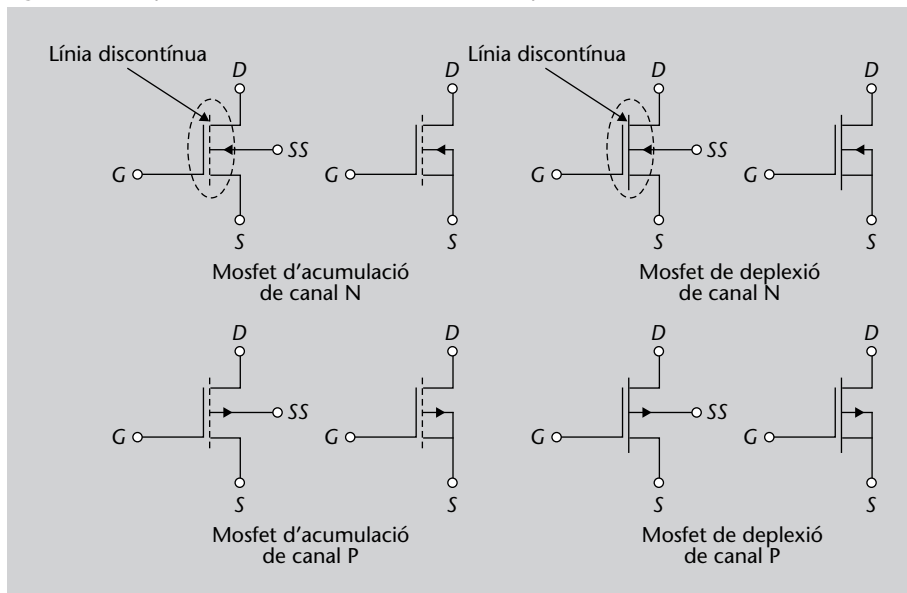 Línia discontínua
Línia discontínua
D
D
D
D
SS
SS
G
G
G
G
S
S
S
S
Mosfet d'acumulació
de canal N
Mosfet de deplexió
de canal N
D
D
D
D
SS
SS
G
G
G
G
S
S
S
S
Mosfet d'acumulació
de canal P
Mosfet de deplexió
de canal P